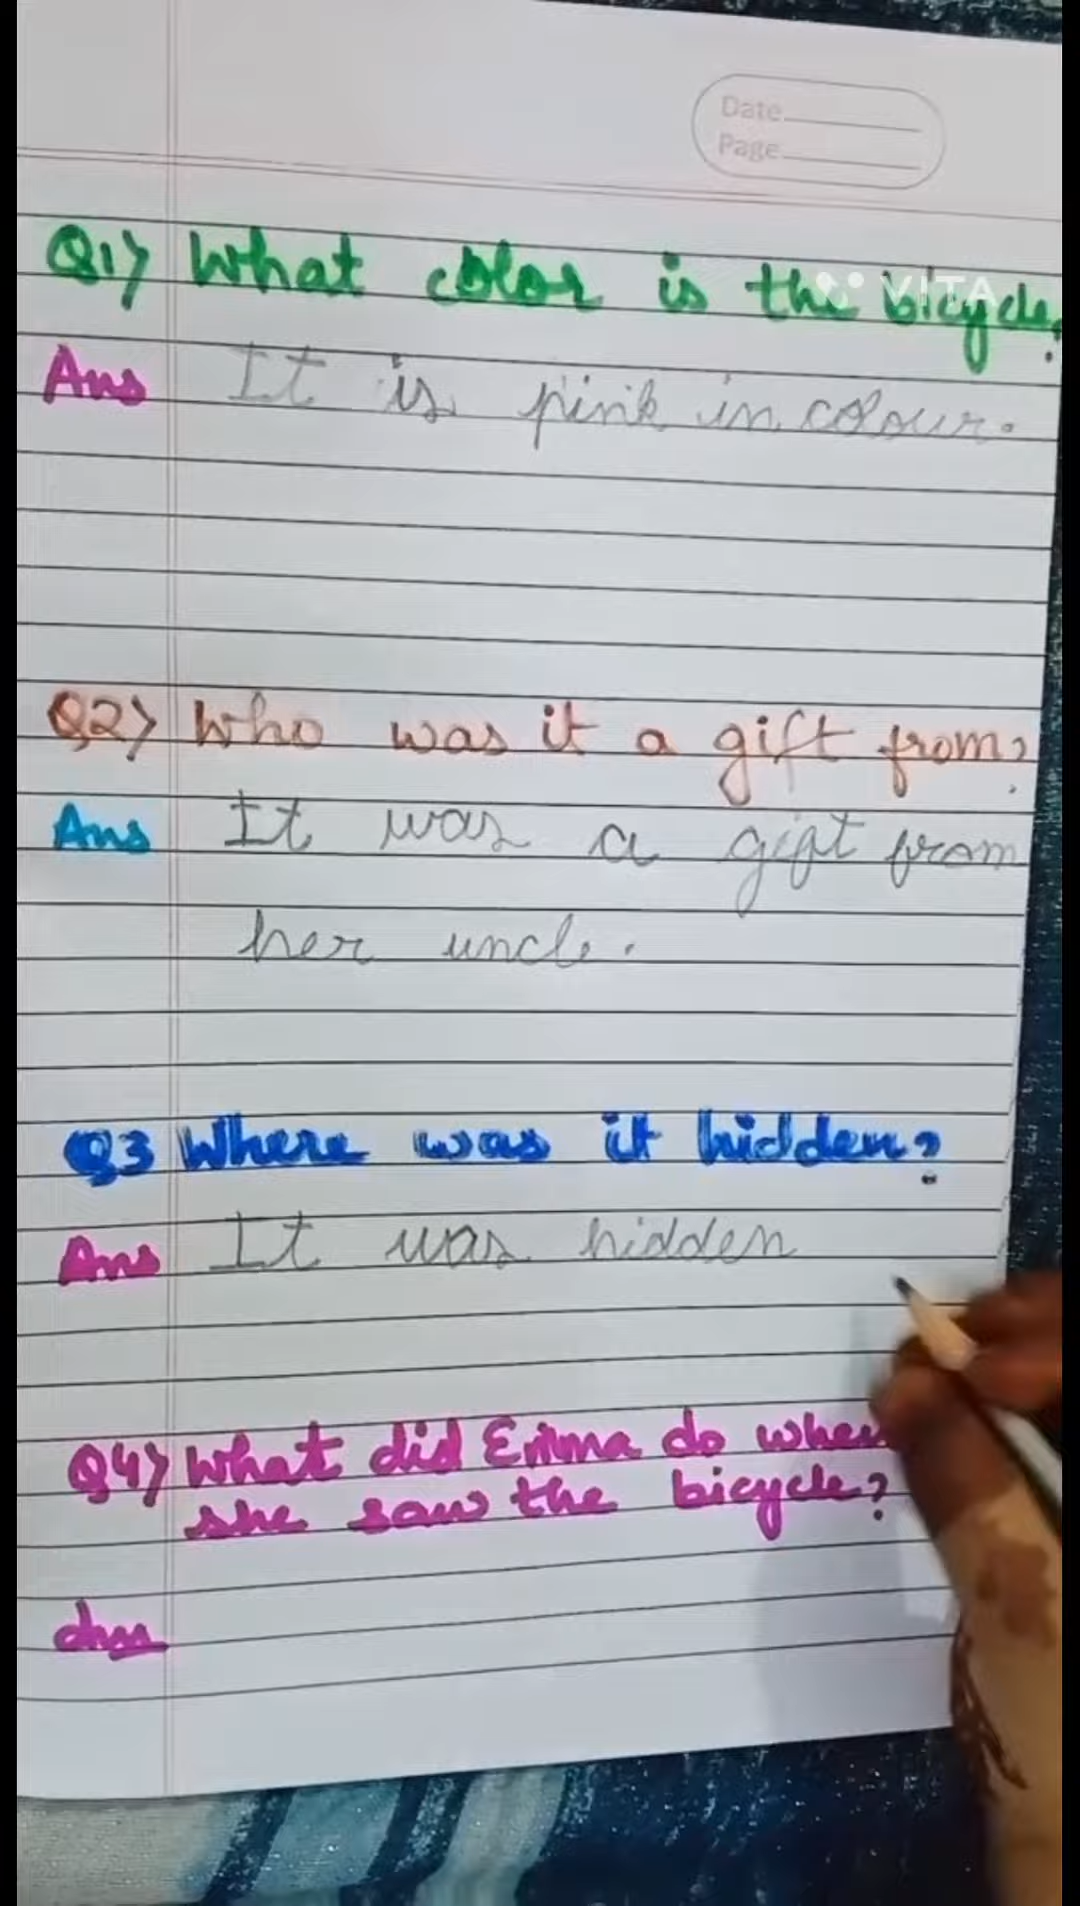 Date
Page
Q1) What color is the bicycle?
VITA
Ans It is pink in colour.
Q2) Who was it a gift from?
Ans It was a gift from
her uncle.
Q3 Where was it hidden?
Ans It was hidden
Q4) What did Emma do when
she saw the bicycle?
Ans